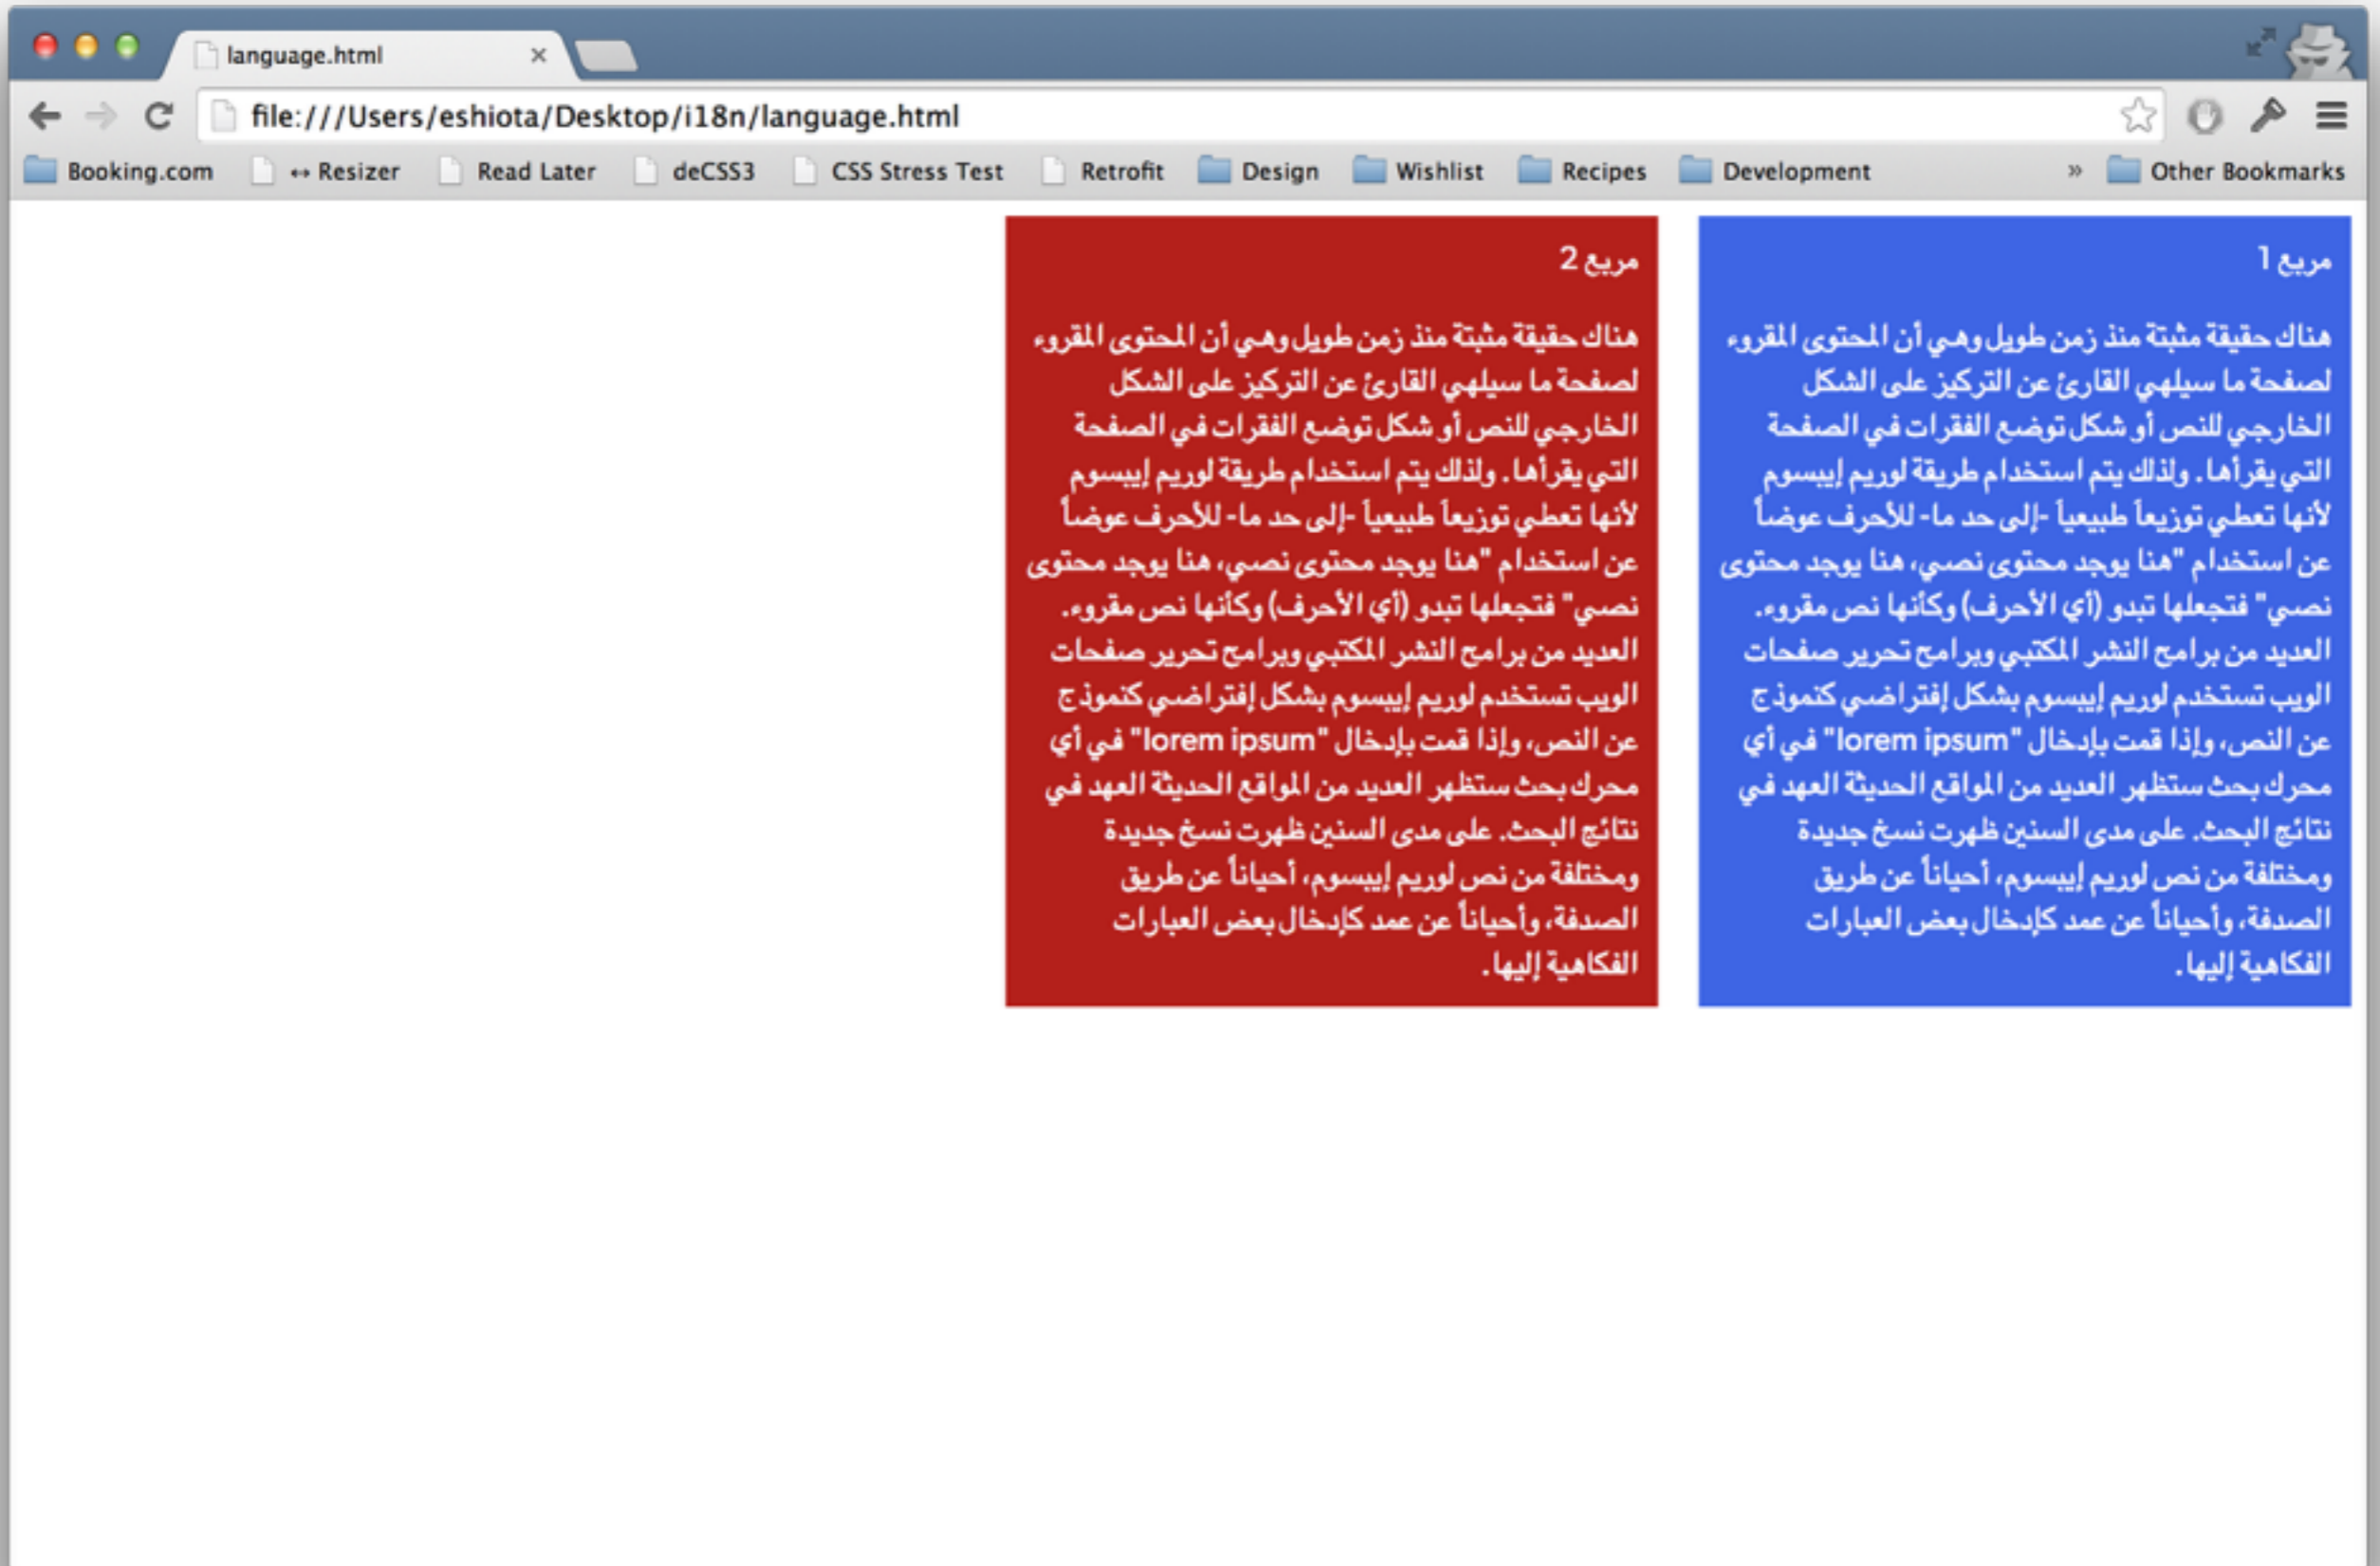 language.html
file:///Users/eshiota/Desktop/i18n/language.html
Booking.com ↔ Resizer Read Later deCSS3 CSS Stress Test Retrofit Design Wishlist Recipes Development » Other Bookmarks
مربع 1
هناك حقيقة مثبتة منذ زمن طويل وهي أن المحتوى المقروء
لصفحة ما سيلهي القارئ عن التركيز على الشكل
الخارجي للنص أو شكل توضع الفقرات في الصفحة
التي يقرأها. ولذلك يتم استخدام طريقة لوريم إيبسوم
لأنها تعطي توزيعاَ طبيعياَ -إلى حد ما- للأحرف عوضاً
عن استخدام "هنا يوجد محتوى نصي، هنا يوجد محتوى
نصي" فتجعلها تبدو (أي الأحرف) وكأنها نص مقروء.
العديد من برامح النشر المكتبي وبرامح تحرير صفحات
الويب تستخدم لوريم إيبسوم بشكل إفتراضي كنموذج
عن النص، وإذا قمت بإدخال "lorem ipsum" في أي
محرك بحث ستظهر العديد من المواقع الحديثة العهد في
نتائج البحث. على مدى السنين ظهرت نسخ جديدة
ومختلفة من نص لوريم إيبسوم، أحياناً عن طريق
الصدفة، وأحياناً عن عمد كإدخال بعض العبارات
الفكاهية إليها.
مربع 2
هناك حقيقة مثبتة منذ زمن طويل وهي أن المحتوى المقروء
لصفحة ما سيلهي القارئ عن التركيز على الشكل
الخارجي للنص أو شكل توضع الفقرات في الصفحة
التي يقرأها. ولذلك يتم استخدام طريقة لوريم إيبسوم
لأنها تعطي توزيعاَ طبيعياَ -إلى حد ما- للأحرف عوضاً
عن استخدام "هنا يوجد محتوى نصي، هنا يوجد محتوى
نصي" فتجعلها تبدو (أي الأحرف) وكأنها نص مقروء.
العديد من برامح النشر المكتبي وبرامح تحرير صفحات
الويب تستخدم لوريم إيبسوم بشكل إفتراضي كنموذج
عن النص، وإذا قمت بإدخال "lorem ipsum" في أي
محرك بحث ستظهر العديد من المواقع الحديثة العهد في
نتائج البحث. على مدى السنين ظهرت نسخ جديدة
ومختلفة من نص لوريم إيبسوم، أحياناً عن طريق
الصدفة، وأحياناً عن عمد كإدخال بعض العبارات
الفكاهية إليها.